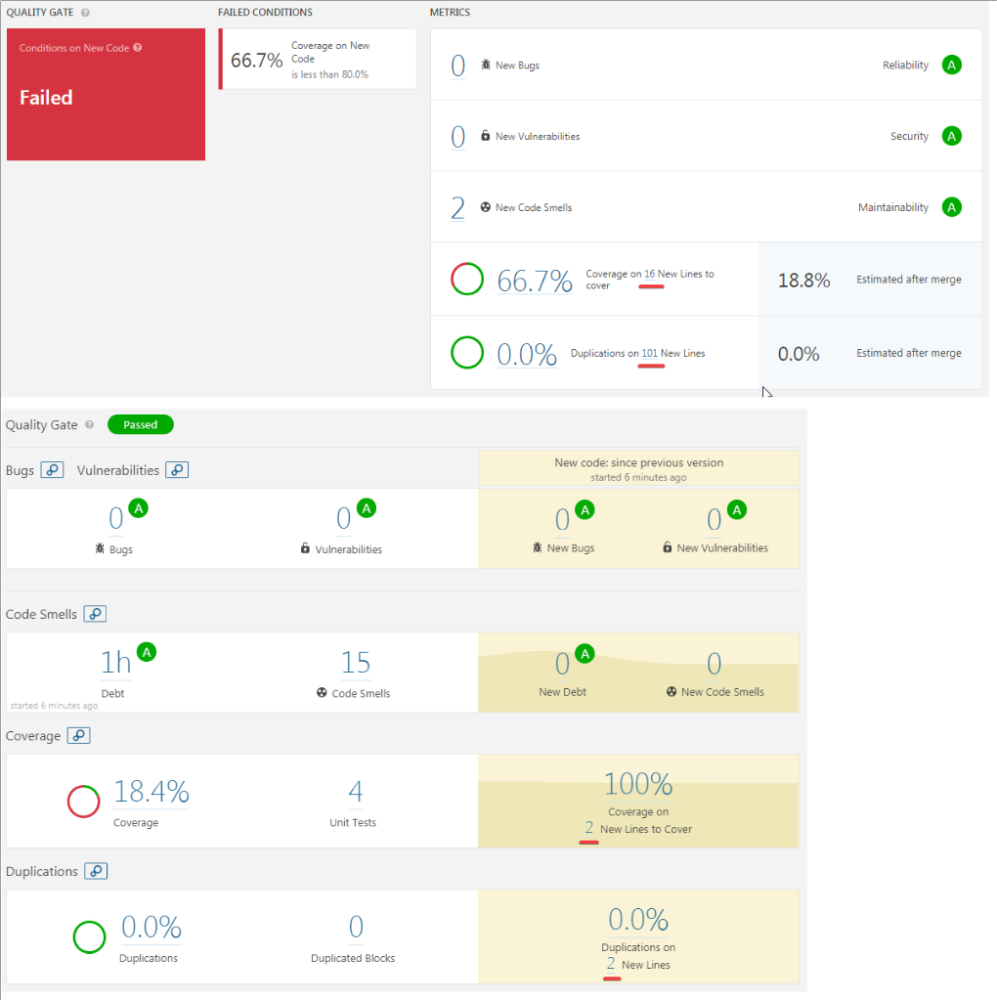 QUALITY GATE
FAILED CONDITIONS
METRICS
Conditions on New Code
Failed
66.7%
Coverage on New
Code
is less than 80.0%
0 New Bugs
Reliability A
0 New Vulnerabilities
Security A
2 New Code Smells
Maintainability A
66.7%
Coverage on 16 New Lines to
cover
18.8% Estimated after merge
0.0% Duplications on 101 New Lines
0.0% Estimated after merge
Quality Gate Passed
Bugs Vulnerabilities
New code: since previous version
started 6 minutes ago
0 A
Bugs
0 A
Vulnerabilities
0 A
New Bugs
0 A
New Vulnerabilities
Code Smells
1h A
Debt
started 6 minutes ago
15
Code Smells
0 A
New Debt
0
New Code Smells
Coverage
18.4%
Coverage
4
Unit Tests
100%
Coverage on
2 New Lines to Cover
Duplications
0.0%
Duplications
0
Duplicated Blocks
0.0%
Duplications on
2 New Lines